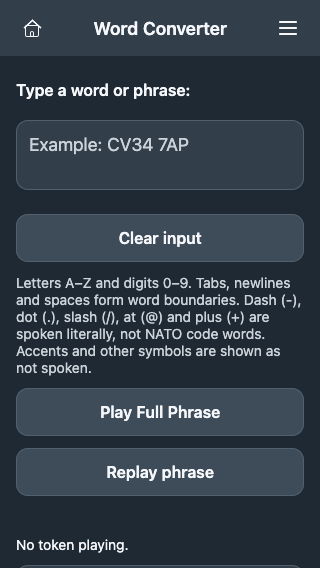 Word Converter
Type a word or phrase:
Example: CV34 7AP
Clear input
Letters A–Z and digits 0–9. Tabs, newlines
and spaces form word boundaries. Dash (-),
dot (.), slash (/), at (@) and plus (+) are
spoken literally, not NATO code words.
Accents and other symbols are shown as
not spoken.
Play Full Phrase
Replay phrase
No token playing.